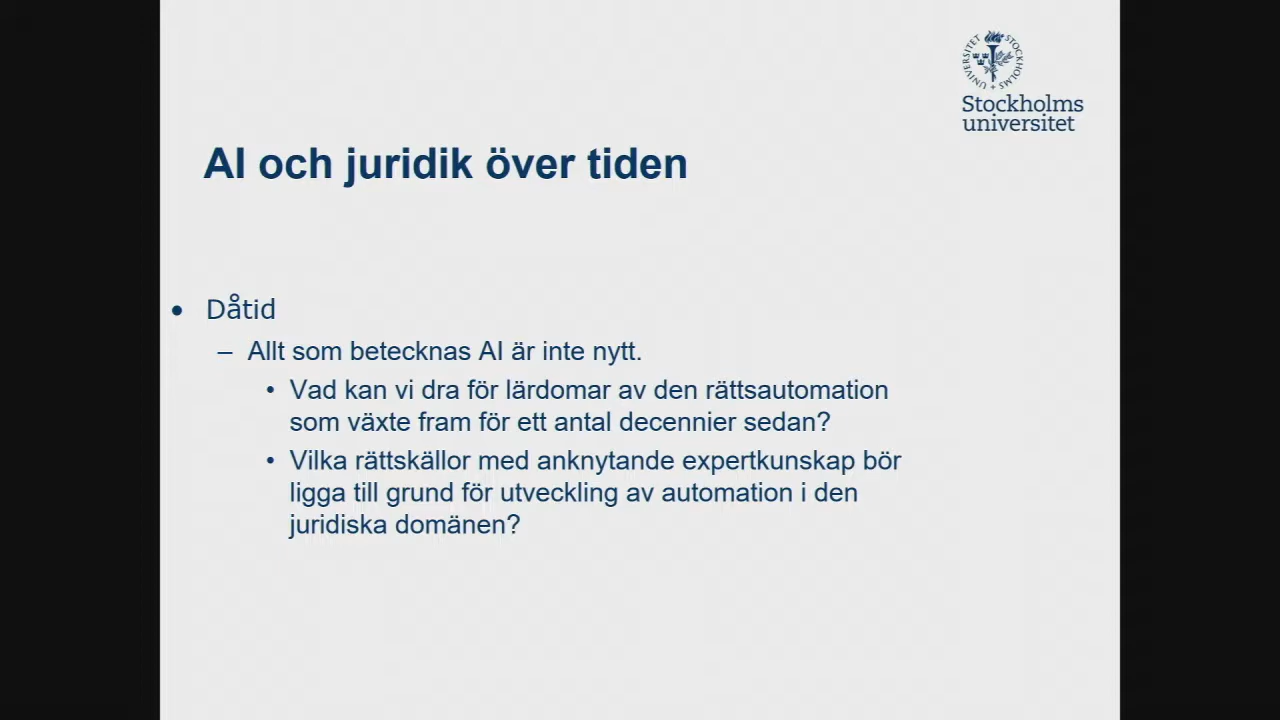 STOCKHOLMS UNIVERSITET
Stockholms
universitet
AI och juridik över tiden
• Dåtid
– Allt som betecknas AI är inte nytt.
• Vad kan vi dra för lärdomar av den rättsautomation
som växte fram för ett antal decennier sedan?
• Vilka rättskällor med anknytande expertkunskap bör
ligga till grund för utveckling av automation i den
juridiska domänen?